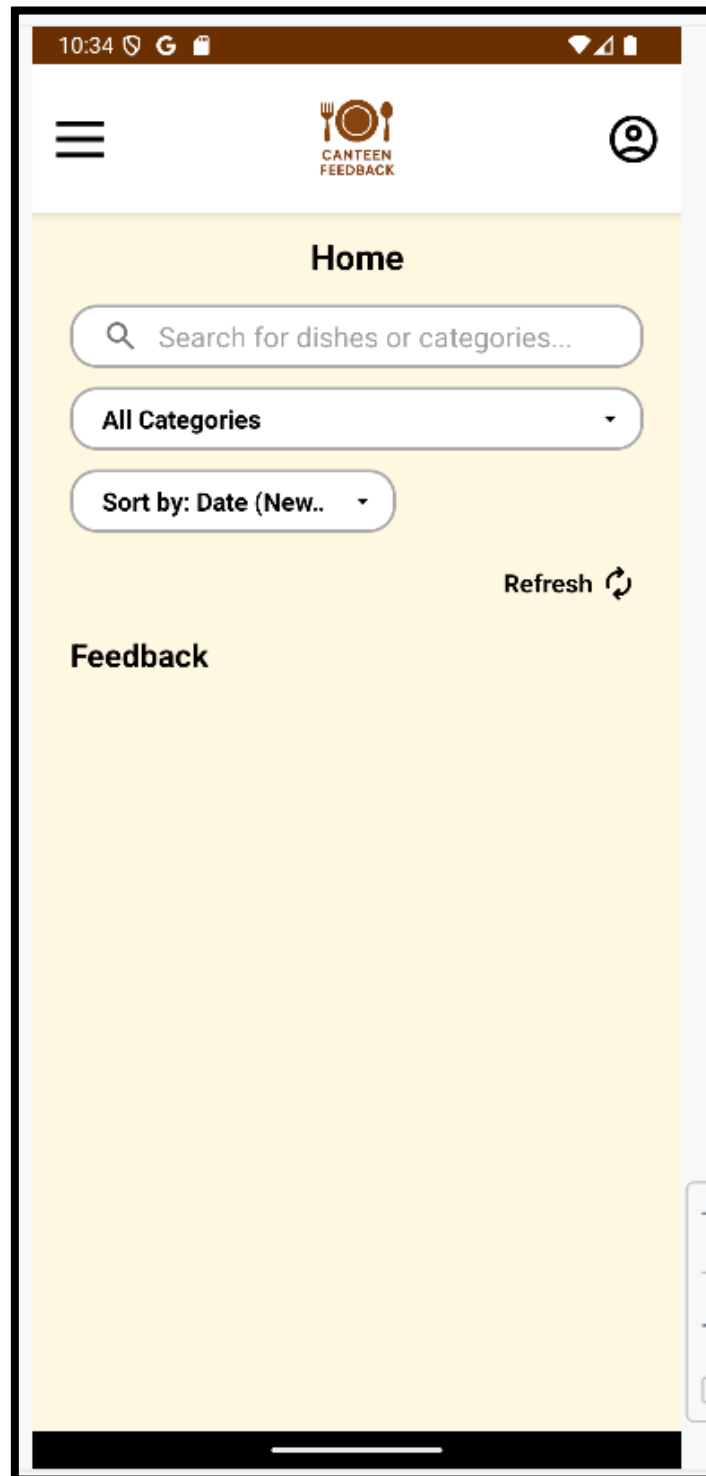 10:34 G
CANTEEN
FEEDBACK
Home
Search for dishes or categories...
All Categories
Sort by: Date (New..
Refresh
Feedback